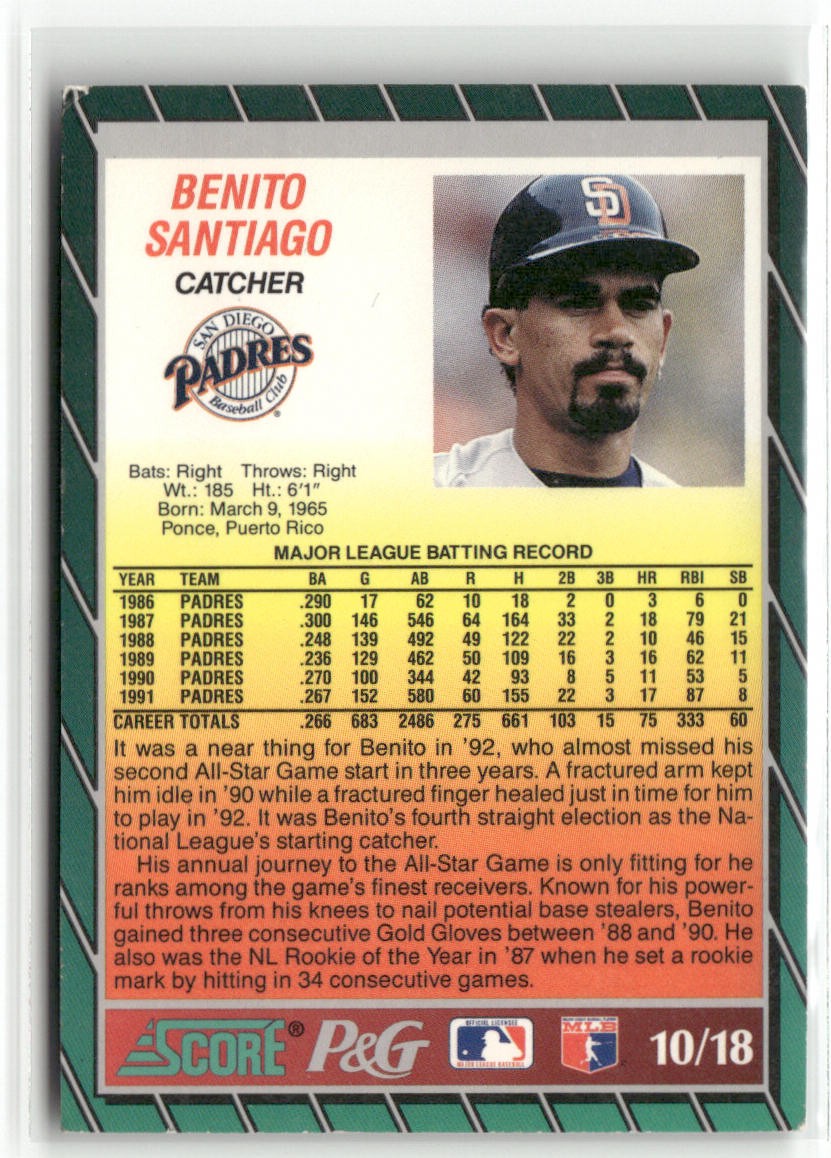 BENITO
SANTIAGO
CATCHER
SAN DIEGO
PADRES
Baseball Club
®
SD
Bats: Right Throws: Right
Wt.: 185 Ht.: 6'1"
Born: March 9, 1965
Ponce, Puerto Rico
MAJOR LEAGUE BATTING RECORD
YEAR TEAM BA G AB R H 2B 3B HR RBI SB
1986 PADRES .290 17 62 10 18 2 0 3 6 0
1987 PADRES .300 146 546 64 164 33 2 18 79 21
1988 PADRES .248 139 492 49 122 22 2 10 46 15
1989 PADRES .236 129 462 50 109 16 3 16 62 11
1990 PADRES .270 100 344 42 93 8 5 11 53 5
1991 PADRES .267 152 580 60 155 22 3 17 87 8
CAREER TOTALS .266 683 2486 275 661 103 15 75 333 60
It was a near thing for Benito in '92, who almost missed his
second All-Star Game start in three years. A fractured arm kept
him idle in '90 while a fractured finger healed just in time for him
to play in '92. It was Benito's fourth straight election as the Na-
tional League's starting catcher.
His annual journey to the All-Star Game is only fitting for he
ranks among the game's finest receivers. Known for his power-
ful throws from his knees to nail potential base stealers, Benito
gained three consecutive Gold Gloves between '88 and '90. He
also was the NL Rookie of the Year in '87 when he set a rookie
mark by hitting in 34 consecutive games.
SCORE® P&G
OFFICIAL LICENSEE
MAJOR LEAGUE BASEBALL
MLB
10/18